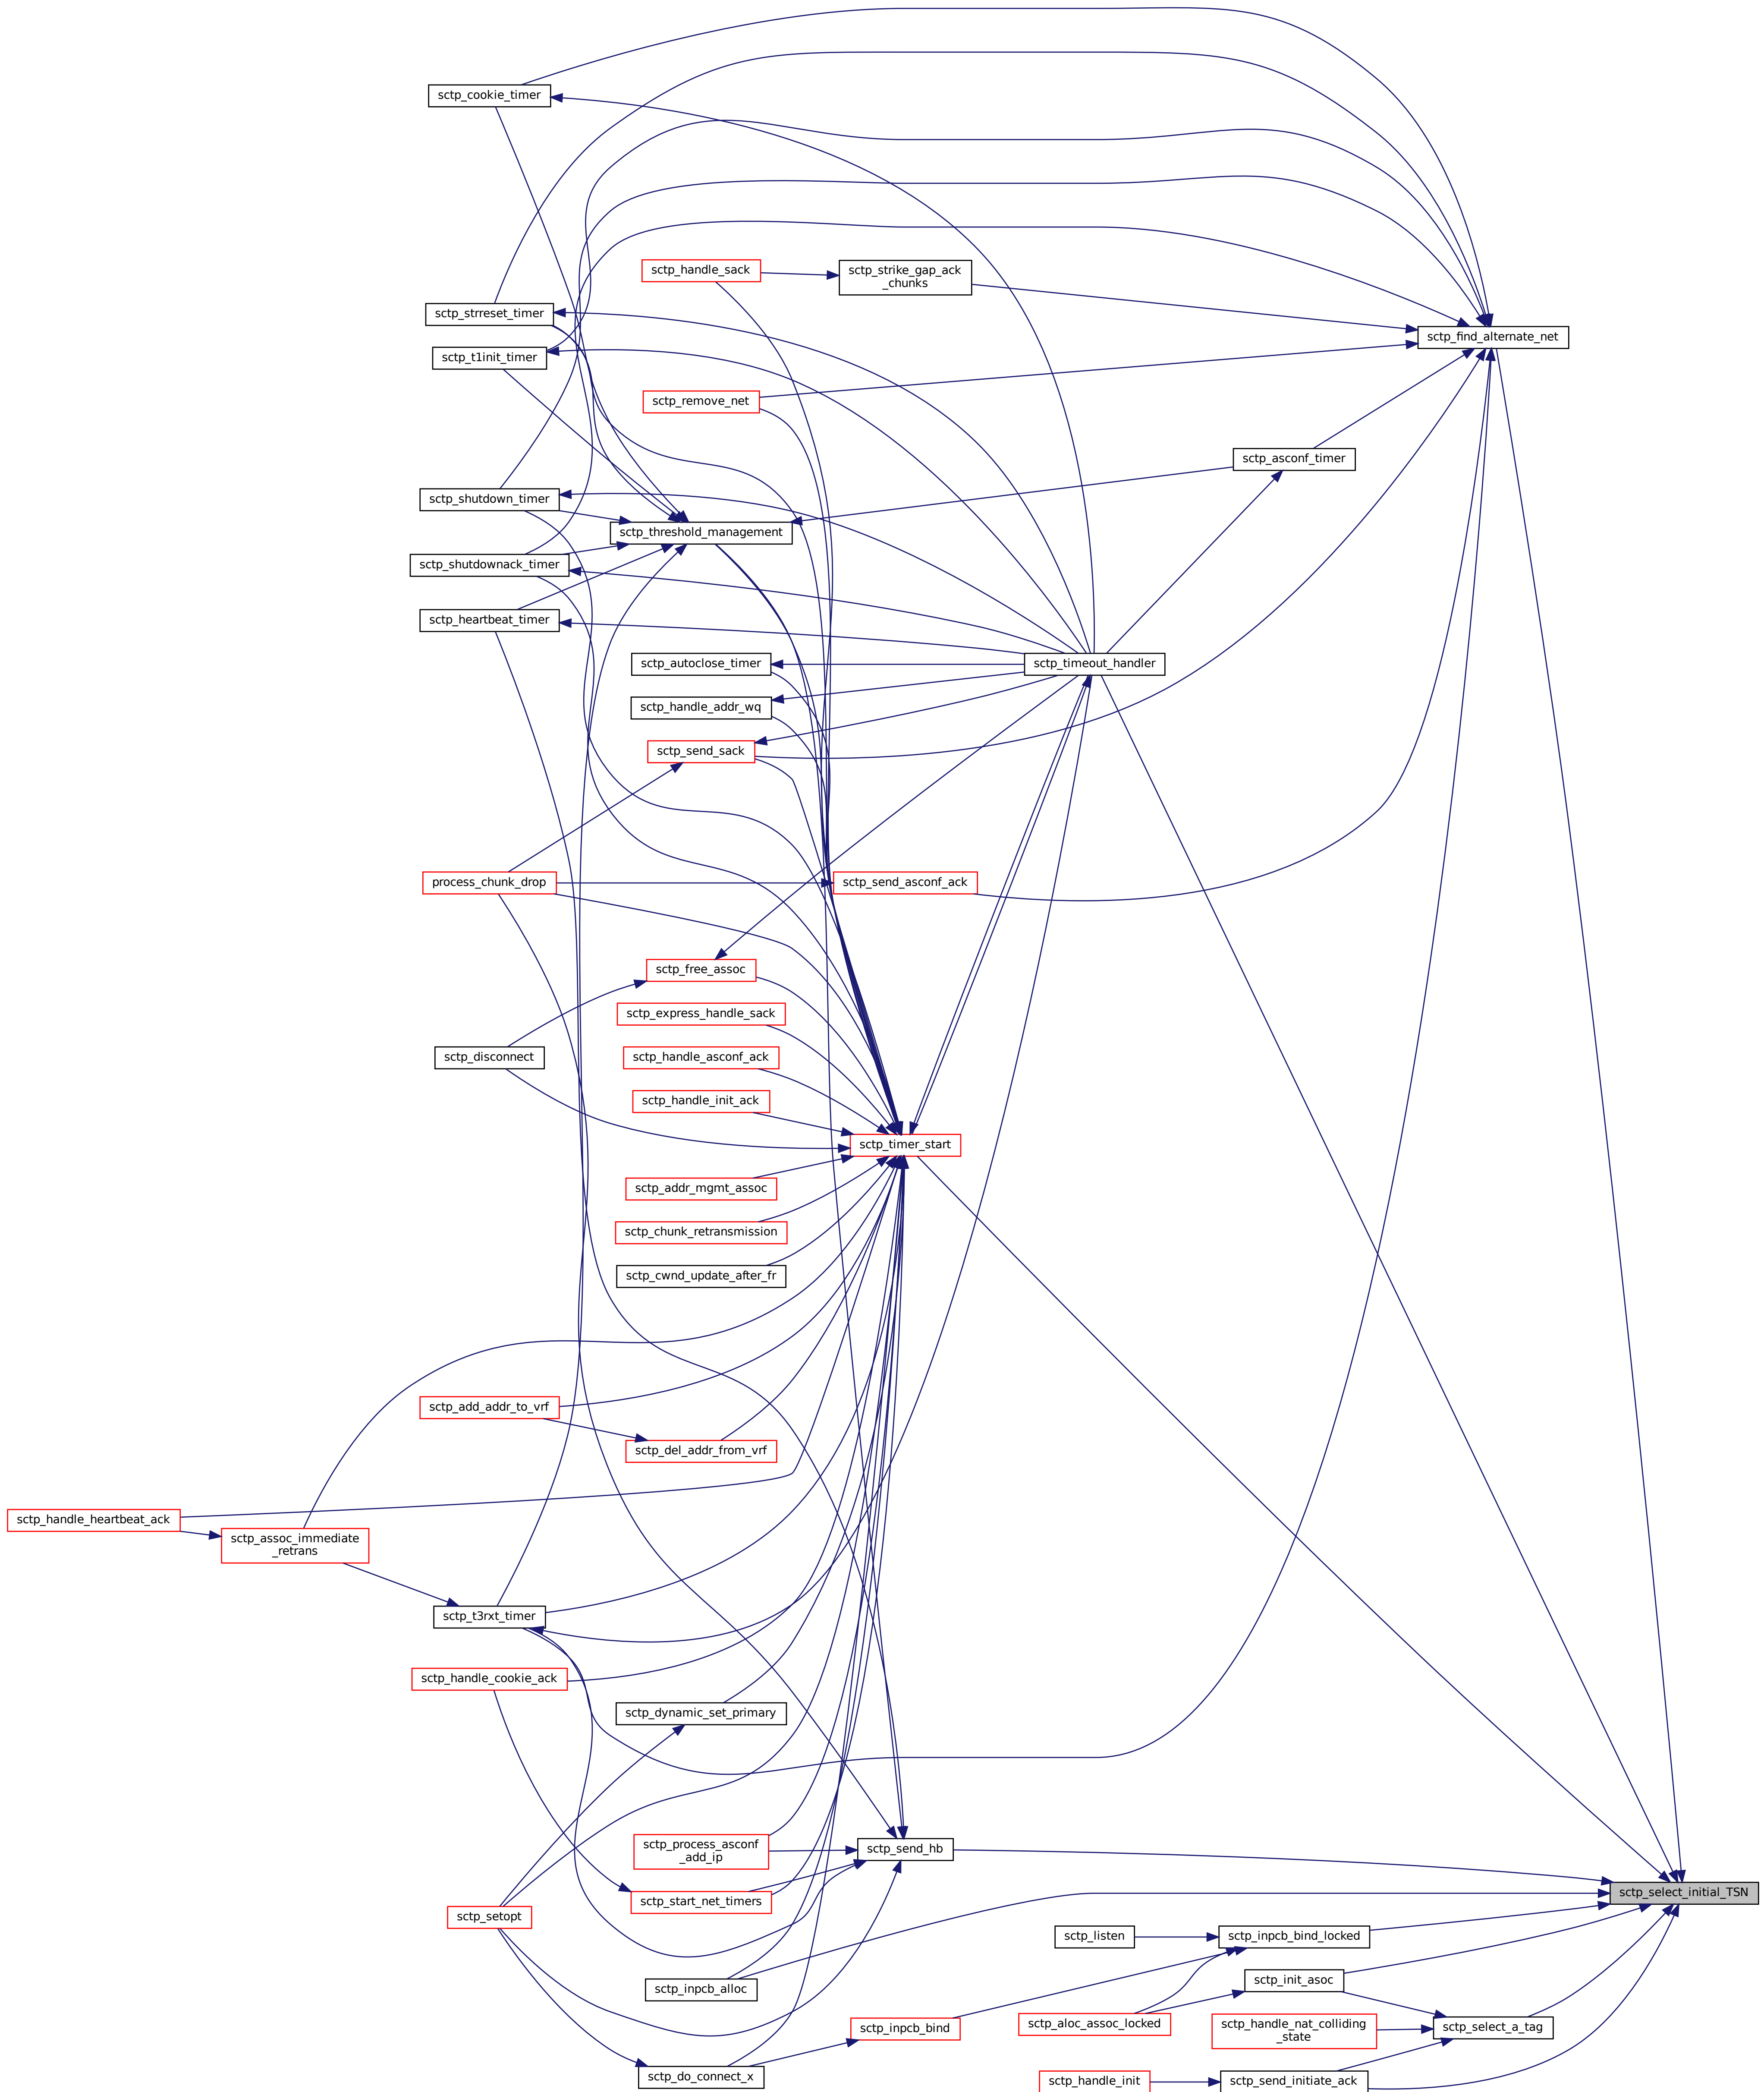 sctp_cookie_timer
sctp_handle_sack
sctp_strike_gap_ack
_chunks
sctp_strreset_timer
sctp_find_alternate_net
sctp_t1init_timer
sctp_remove_net
sctp_asconf_timer
sctp_shutdown_timer
sctp_threshold_management
sctp_shutdownack_timer
sctp_heartbeat_timer
sctp_autoclose_timer
sctp_timeout_handler
sctp_handle_addr_wq
sctp_send_sack
process_chunk_drop
sctp_send_asconf_ack
sctp_free_assoc
sctp_express_handle_sack
sctp_disconnect
sctp_handle_asconf_ack
sctp_handle_init_ack
sctp_timer_start
sctp_addr_mgmt_assoc
sctp_chunk_retransmission
sctp_cwnd_update_after_fr
sctp_add_addr_to_vrf
sctp_del_addr_from_vrf
sctp_handle_heartbeat_ack
sctp_assoc_immediate
_retrans
sctp_t3rxt_timer
sctp_handle_cookie_ack
sctp_dynamic_set_primary
sctp_process_asconf
_add_ip
sctp_send_hb
sctp_select_initial_TSN
sctp_start_net_timers
sctp_setopt
sctp_listen
sctp_inpcb_bind_locked
sctp_inpcb_alloc
sctp_init_asoc
sctp_inpcb_bind
sctp_aloc_assoc_locked
sctp_handle_nat_colliding
_state
sctp_select_a_tag
sctp_do_connect_x
sctp_handle_init
sctp_send_initiate_ack